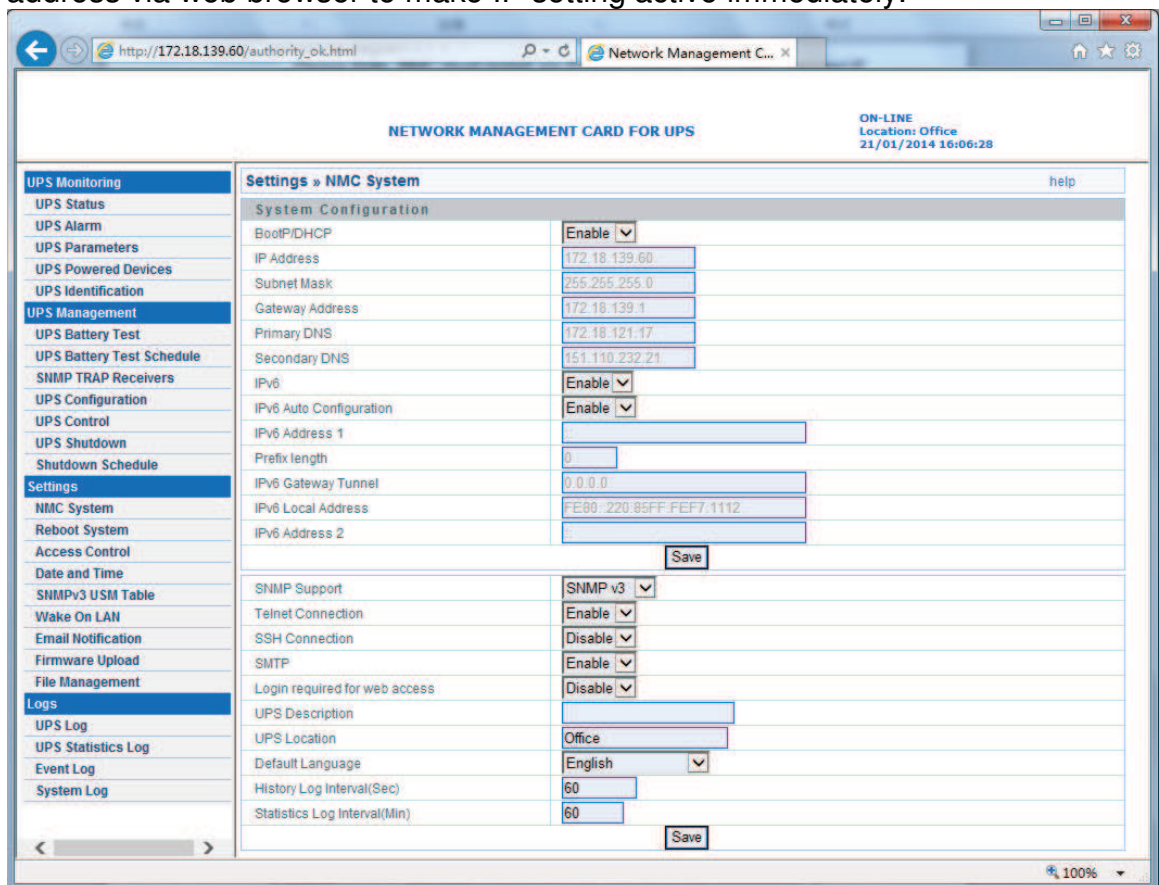 address via web browser to make IP setting active immediately.
http://172.18.139.60/authority_ok.html
Network Management C...
NETWORK MANAGEMENT CARD FOR UPS
ON-LINE
Location: Office
21/01/2014 16:06:28
UPS Monitoring
UPS Status
UPS Alarm
UPS Parameters
UPS Powered Devices
UPS Identification
UPS Management
UPS Battery Test
UPS Battery Test Schedule
SNMP TRAP Receivers
UPS Configuration
UPS Control
UPS Shutdown
Shutdown Schedule
Settings
NMC System
Reboot System
Access Control
Date and Time
SNMPv3 USM Table
Wake On LAN
Email Notification
Firmware Upload
File Management
Logs
UPS Log
UPS Statistics Log
Event Log
System Log
Settings » NMC System help
System Configuration
BootP/DHCP Enable
IP Address 172.18.139.60
Subnet Mask 255.255.255.0
Gateway Address 172.18.139.1
Primary DNS 172.18.121.17
Secondary DNS 151.110.232.21
IPv6 Enable
IPv6 Auto Configuration Enable
IPv6 Address 1 ::
Prefix length 0
IPv6 Gateway Tunnel 0.0.0.0
IPv6 Local Address FE80::220:85FF:FEF7:1112
IPv6 Address 2 ::
Save
SNMP Support SNMP v3
Telnet Connection Enable
SSH Connection Disable
SMTP Enable
Login required for web access Disable
UPS Description
UPS Location Office
Default Language English
History Log Interval(Sec) 60
Statistics Log Interval(Min) 60
Save
100%